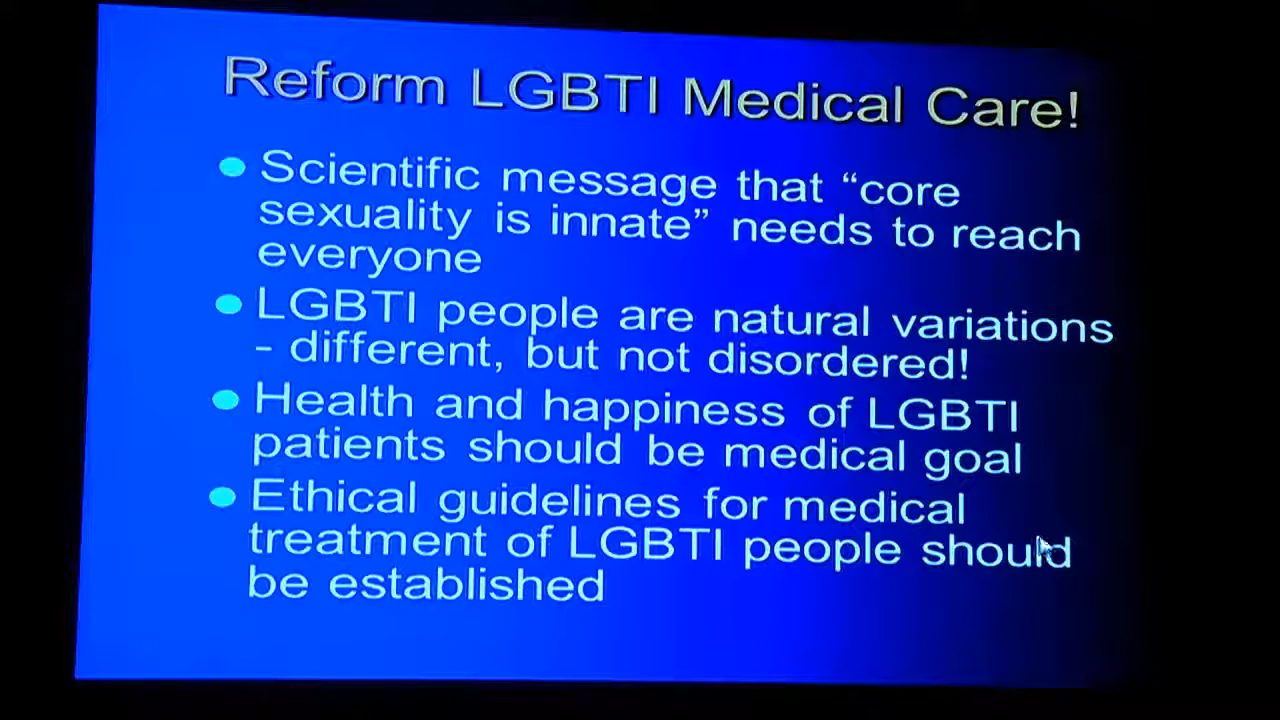 Reform LGBTI Medical Care!
Scientific message that “core
sexuality is innate” needs to reach
everyone
LGBTI people are natural variations
– different, but not disordered!
Health and happiness of LGBTI
patients should be medical goal
Ethical guidelines for medical
treatment of LGBTI people should
be established